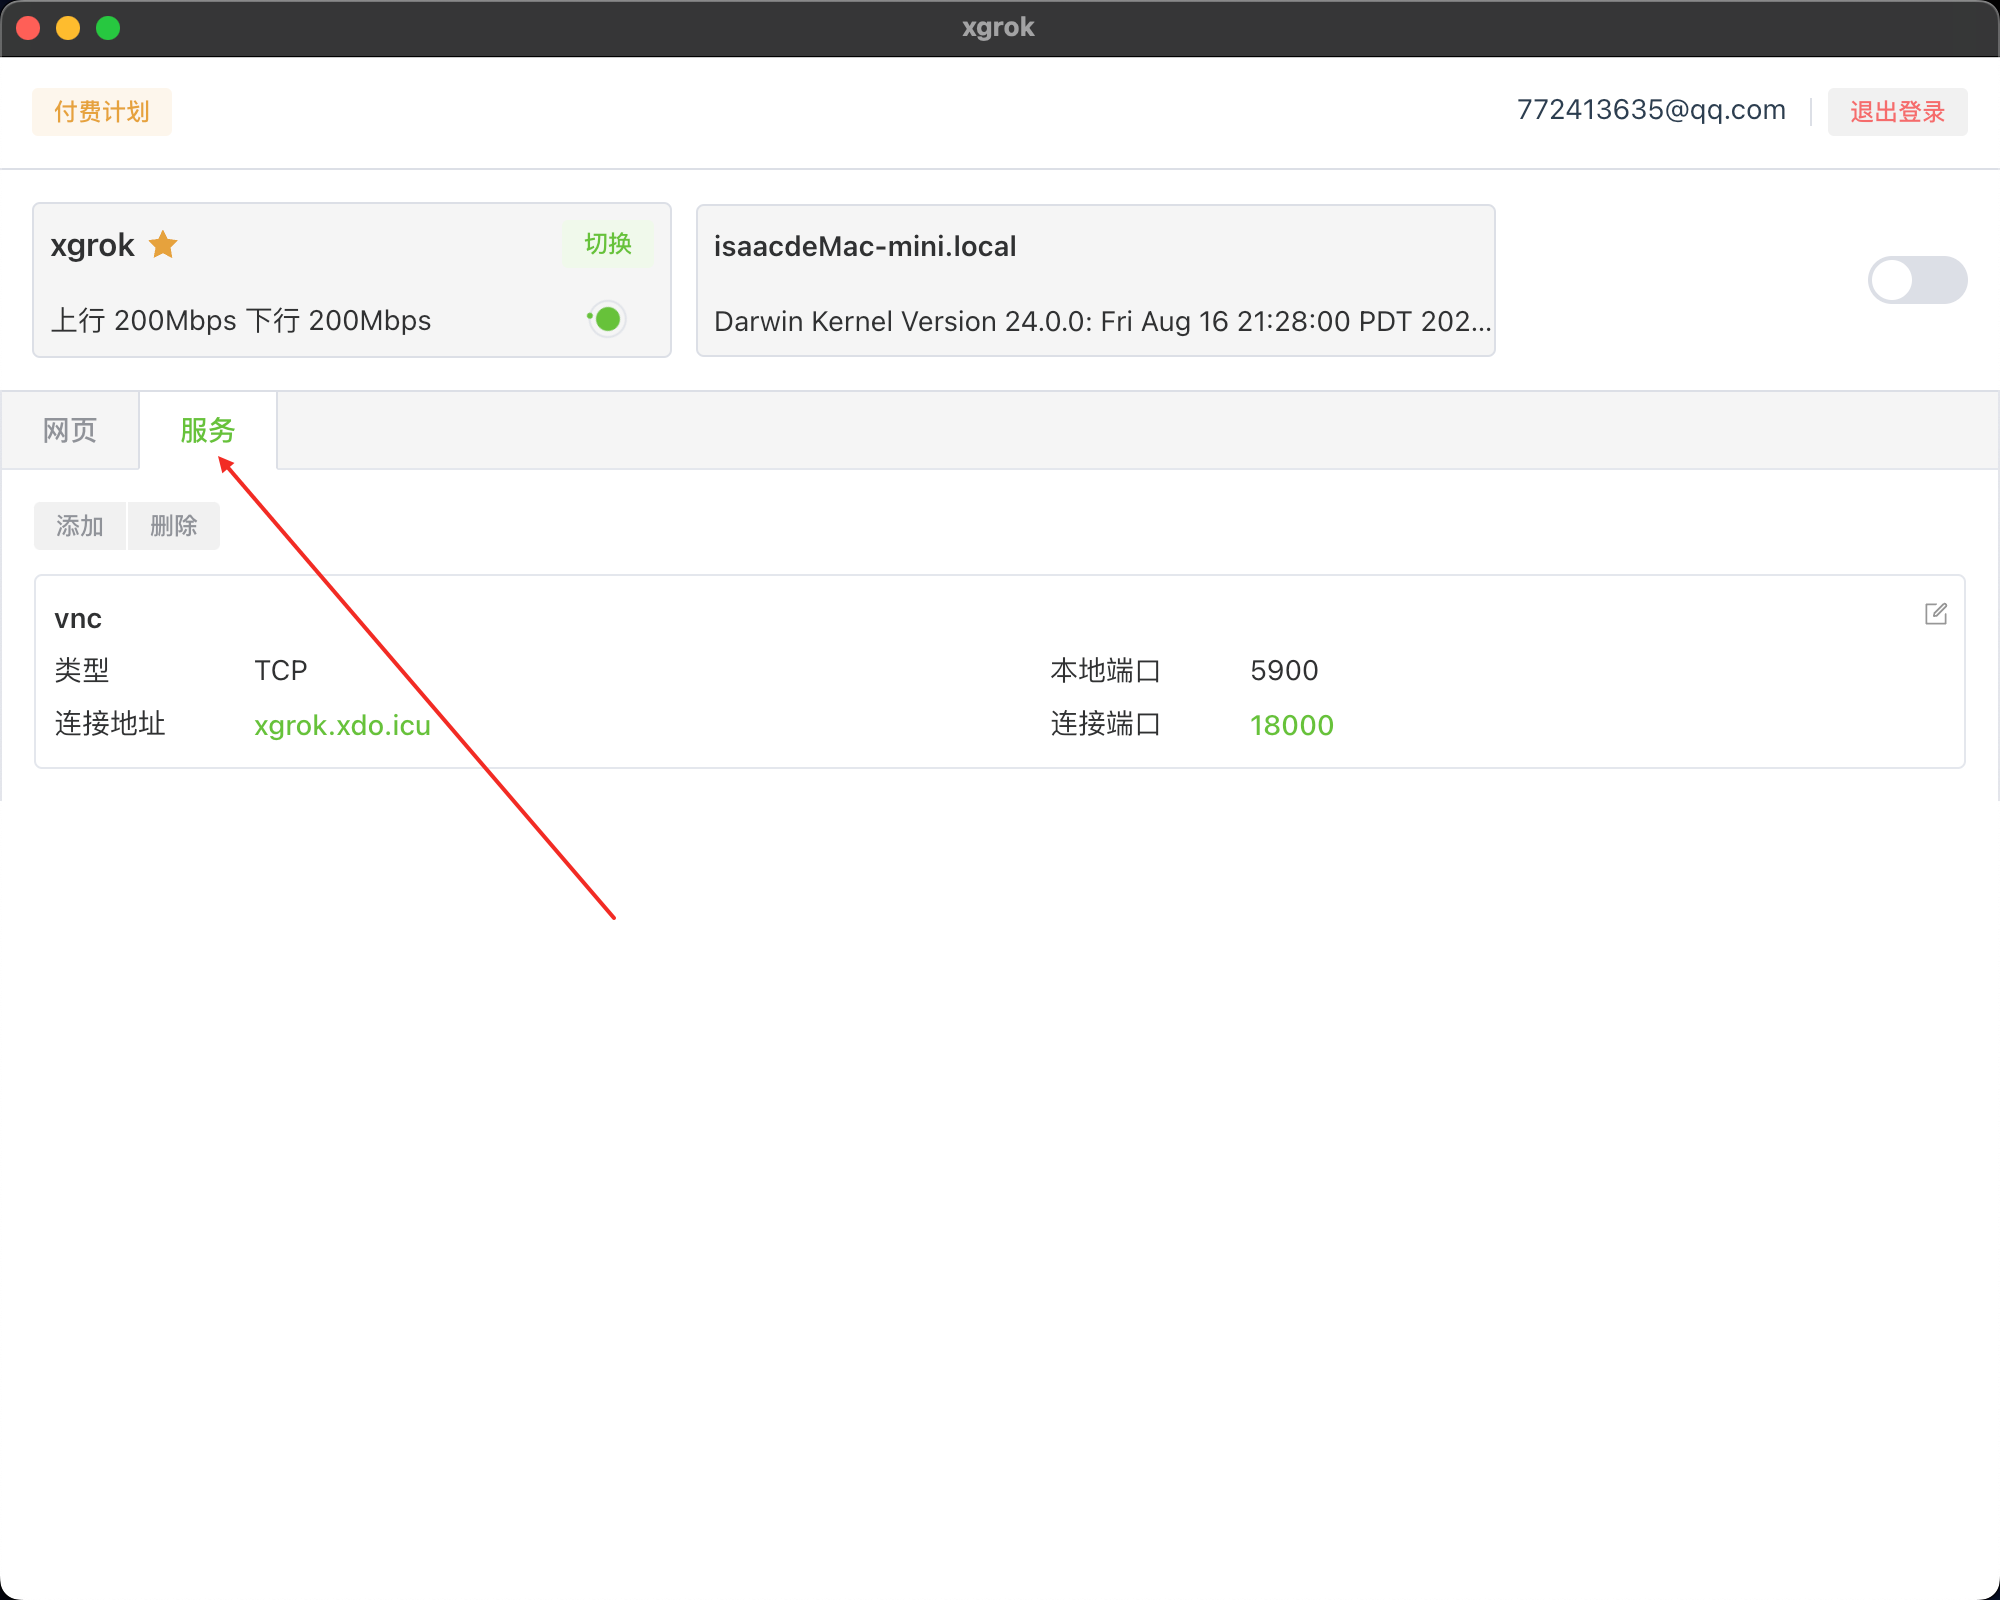 xgrok
付费计划
772413635@qq.com
退出登录
xgrok
切换
上行 200Mbps 下行 200Mbps
isaacdeMac-mini.local
Darwin Kernel Version 24.0.0: Fri Aug 16 21:28:00 PDT 202...
网页
服务
添加
删除
vnc
类型
TCP
本地端口
5900
连接地址
xgrok.xdo.icu
连接端口
18000